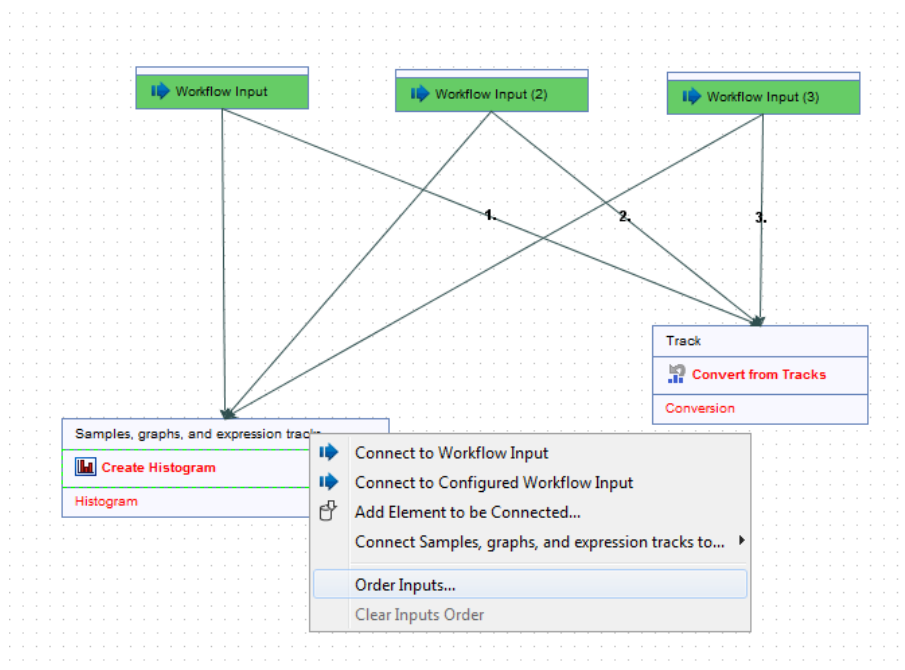 Workflow Input
Workflow Input (2)
Workflow Input (3)
1.
2.
3.
Track
Convert from Tracks
Conversion
Samples, graphs, and expression tracks
Create Histogram
Histogram
Connect to Workflow Input
Connect to Configured Workflow Input
Add Element to be Connected...
Connect Samples, graphs, and expression tracks to...
Order Inputs...
Clear Inputs Order